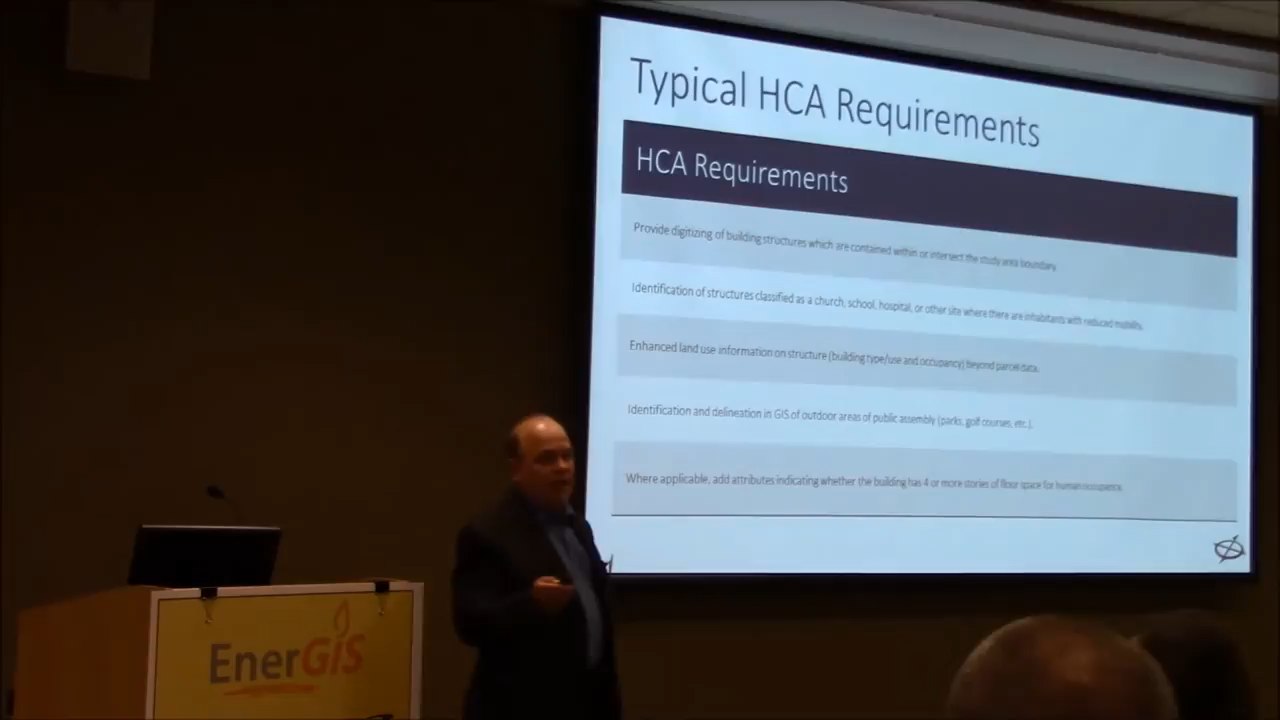 Typical HCA Requirements
HCA Requirements
Provide digitizing of building structures which are contained within or intersect the study area boundary.
Identification of structures classified as a church, school, hospital, or other site where there are inhabitants with reduced mobility.
Enhanced land use information on structure (building type/use and occupancy) beyond parcel data.
Identification and delineation in GIS of outdoor areas of public assembly (parks, golf courses, etc.).
Where applicable, add attributes indicating whether the building has 4 or more stories of floor space for human occupance.
EnerGIS